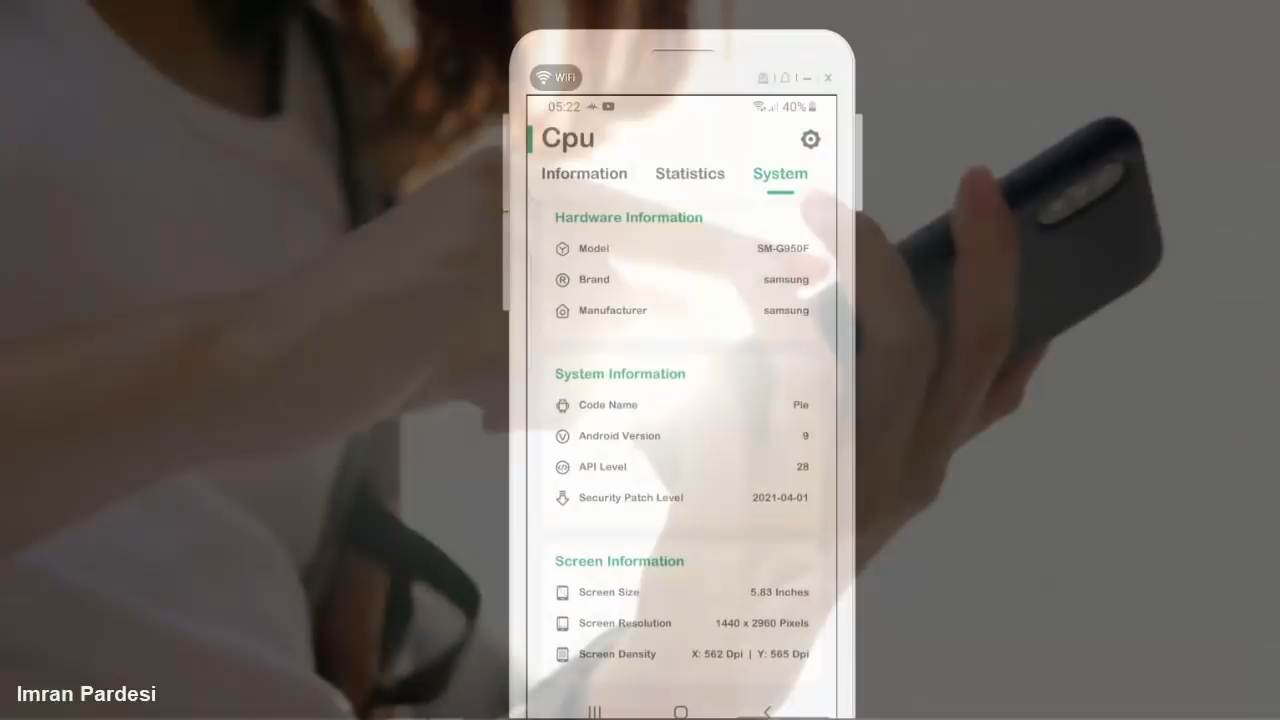 WiFi
05:22 40%
Cpu
Information Statistics System
Hardware Information
Model SM-G950F
Brand samsung
Manufacturer samsung
System Information
Code Name Pie
Android Version 9
API Level 28
Security Patch Level 2021-04-01
Screen Information
Screen Size 5.83 Inches
Screen Resolution 1440 x 2960 Pixels
Screen Density X: 562 Dpi | Y: 565 Dpi
Imran Pardesi